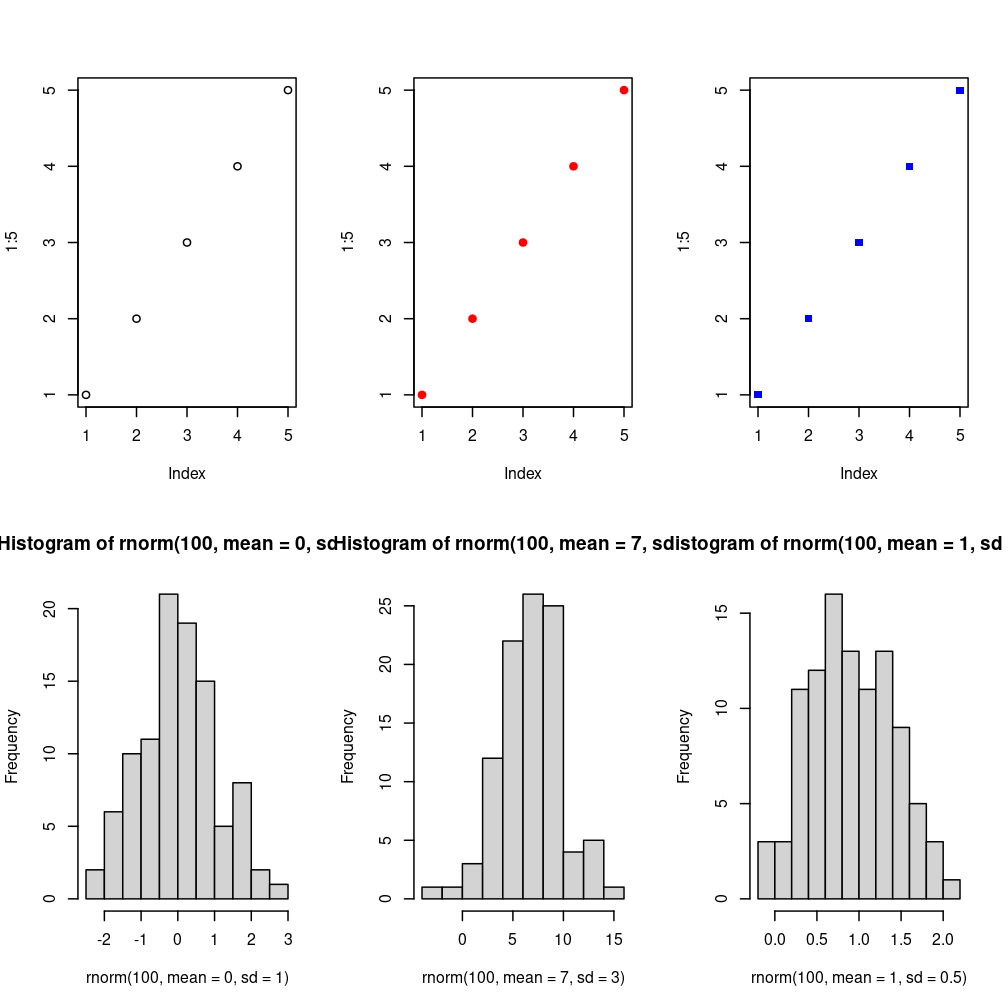 1:5
5
4
3
2
1
1 2 3 4 5
Index
1:5
5
4
3
2
1
1 2 3 4 5
Index
1:5
5
4
3
2
1
1 2 3 4 5
Index
Histogram of rnorm(100, mean = 0, sd
Frequency
20
15
10
5
0
-2 -1 0 1 2 3
rnorm(100, mean = 0, sd = 1)
Histogram of rnorm(100, mean = 7, sd
Frequency
25
20
15
10
5
0
0 5 10 15
rnorm(100, mean = 7, sd = 3)
istogram of rnorm(100, mean = 1, sd
Frequency
15
10
5
0
0.0 0.5 1.0 1.5 2.0
rnorm(100, mean = 1, sd = 0.5)